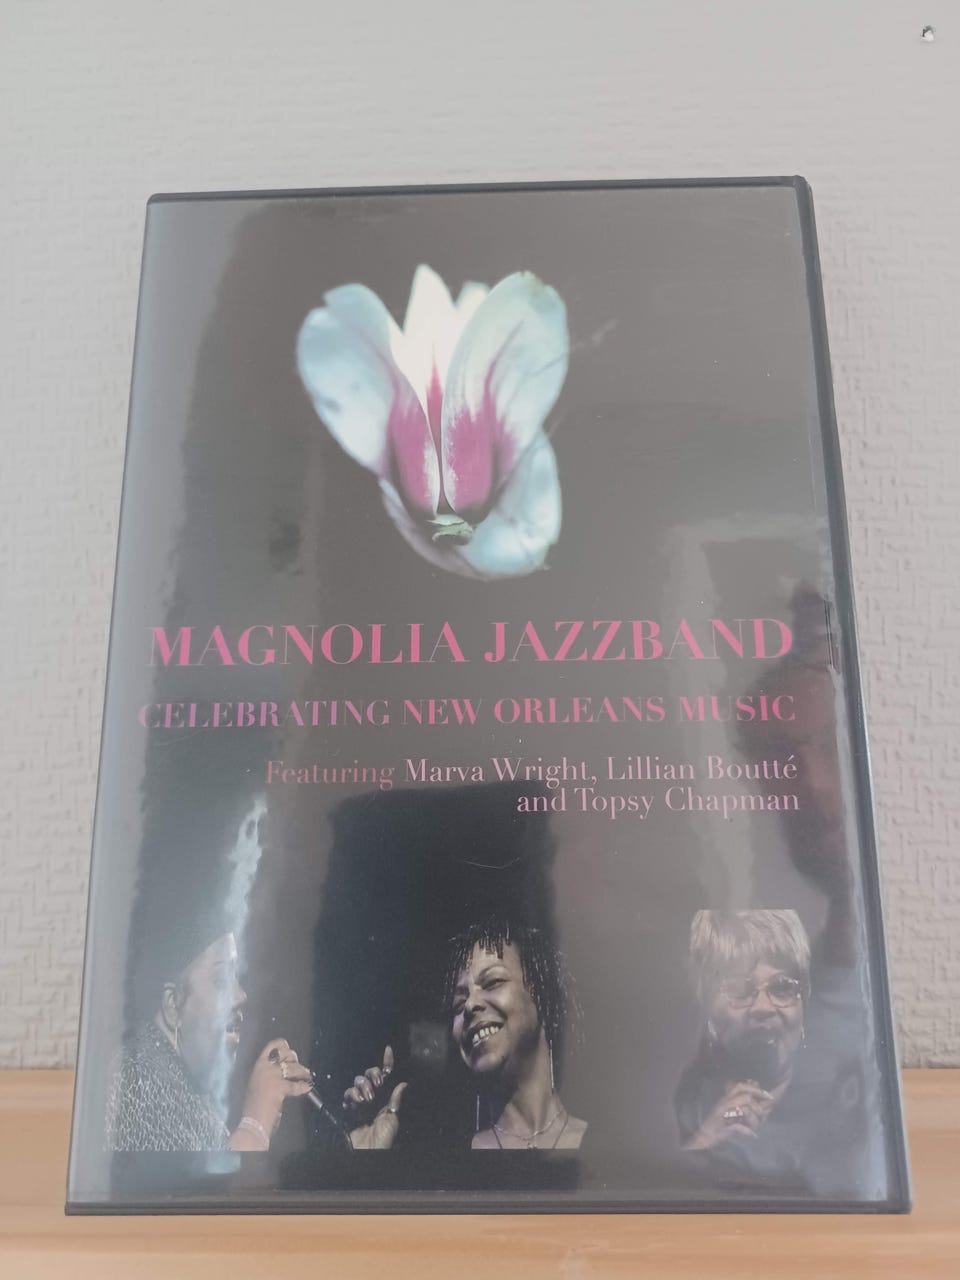 MAGNOLIA JAZZBAND
CELEBRATING NEW ORLEANS MUSIC
Featuring Marva Wright, Lillian Boutté
and Topsy Chapman